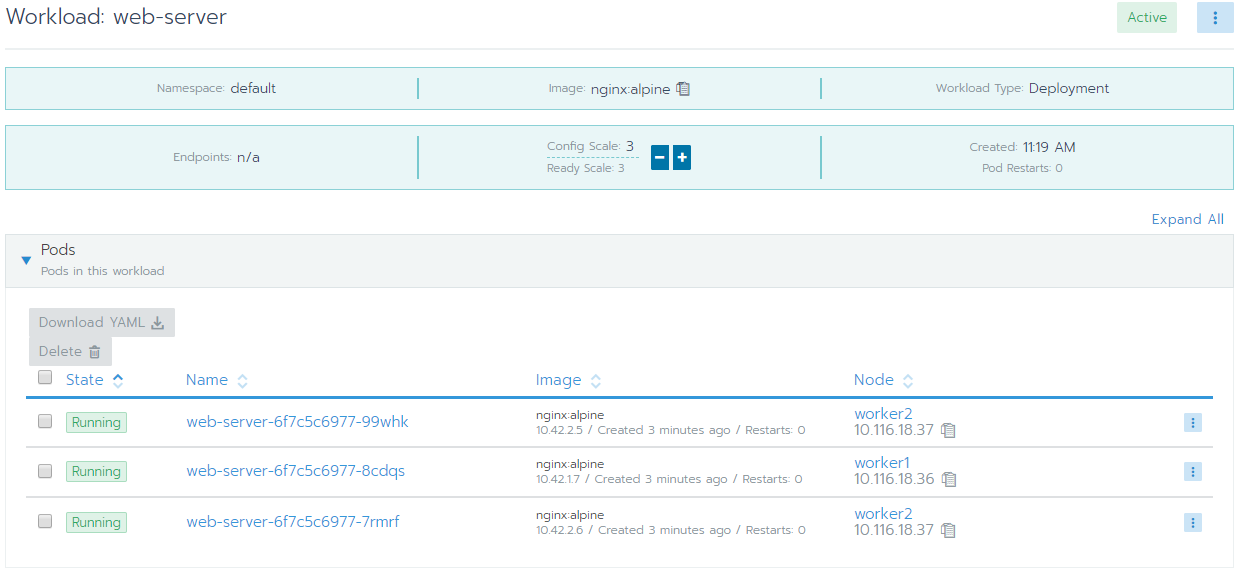 Workload: web-server
Active
Namespace: default
Image: nginx:alpine
Workload Type: Deployment
Endpoints: n/a
Config Scale: 3
Ready Scale: 3
Created: 11:19 AM
Pod Restarts: 0
Expand All
Pods
Pods in this workload
Download YAML
Delete
State Name Image Node
Running web-server-6f7c5c6977-99whk nginx:alpine worker2
10.42.2.5 / Created 3 minutes ago / Restarts: 0 10.116.18.37
Running web-server-6f7c5c6977-8cdqs nginx:alpine worker1
10.42.1.7 / Created 3 minutes ago / Restarts: 0 10.116.18.36
Running web-server-6f7c5c6977-7rmrf nginx:alpine worker2
10.42.2.6 / Created 3 minutes ago / Restarts: 0 10.116.18.37